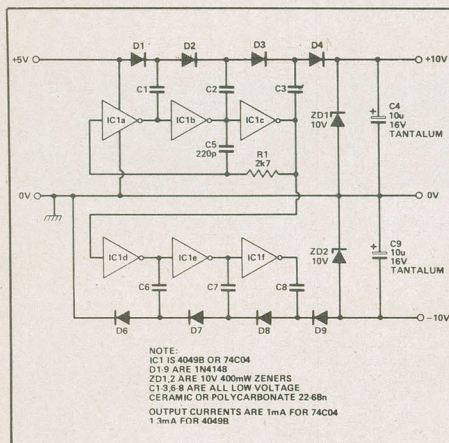 D1
D2
D3
D4
+5V
+10V
C1
C2
C3
IC1a
IC1b
IC1c
ZD1
10V
C4
10u
16V
TANTALUM
C5
220p
R1
2k7
0V
0V
IC1d
IC1e
IC1f
C6
C7
C8
ZD2
10V
C9
10u
16V
TANTALUM
D6
D7
D8
D9
-10V
NOTE:
IC1 IS 4049B OR 74C04
D1-9 ARE 1N4148
ZD1,2 ARE 10V 400mW ZENERS
C1-3,6-8 ARE ALL LOW VOLTAGE
CERAMIC OR POLYCARBONATE 22-68n
OUTPUT CURRENTS ARE 1mA FOR 74C04
1.3mA FOR 4049B